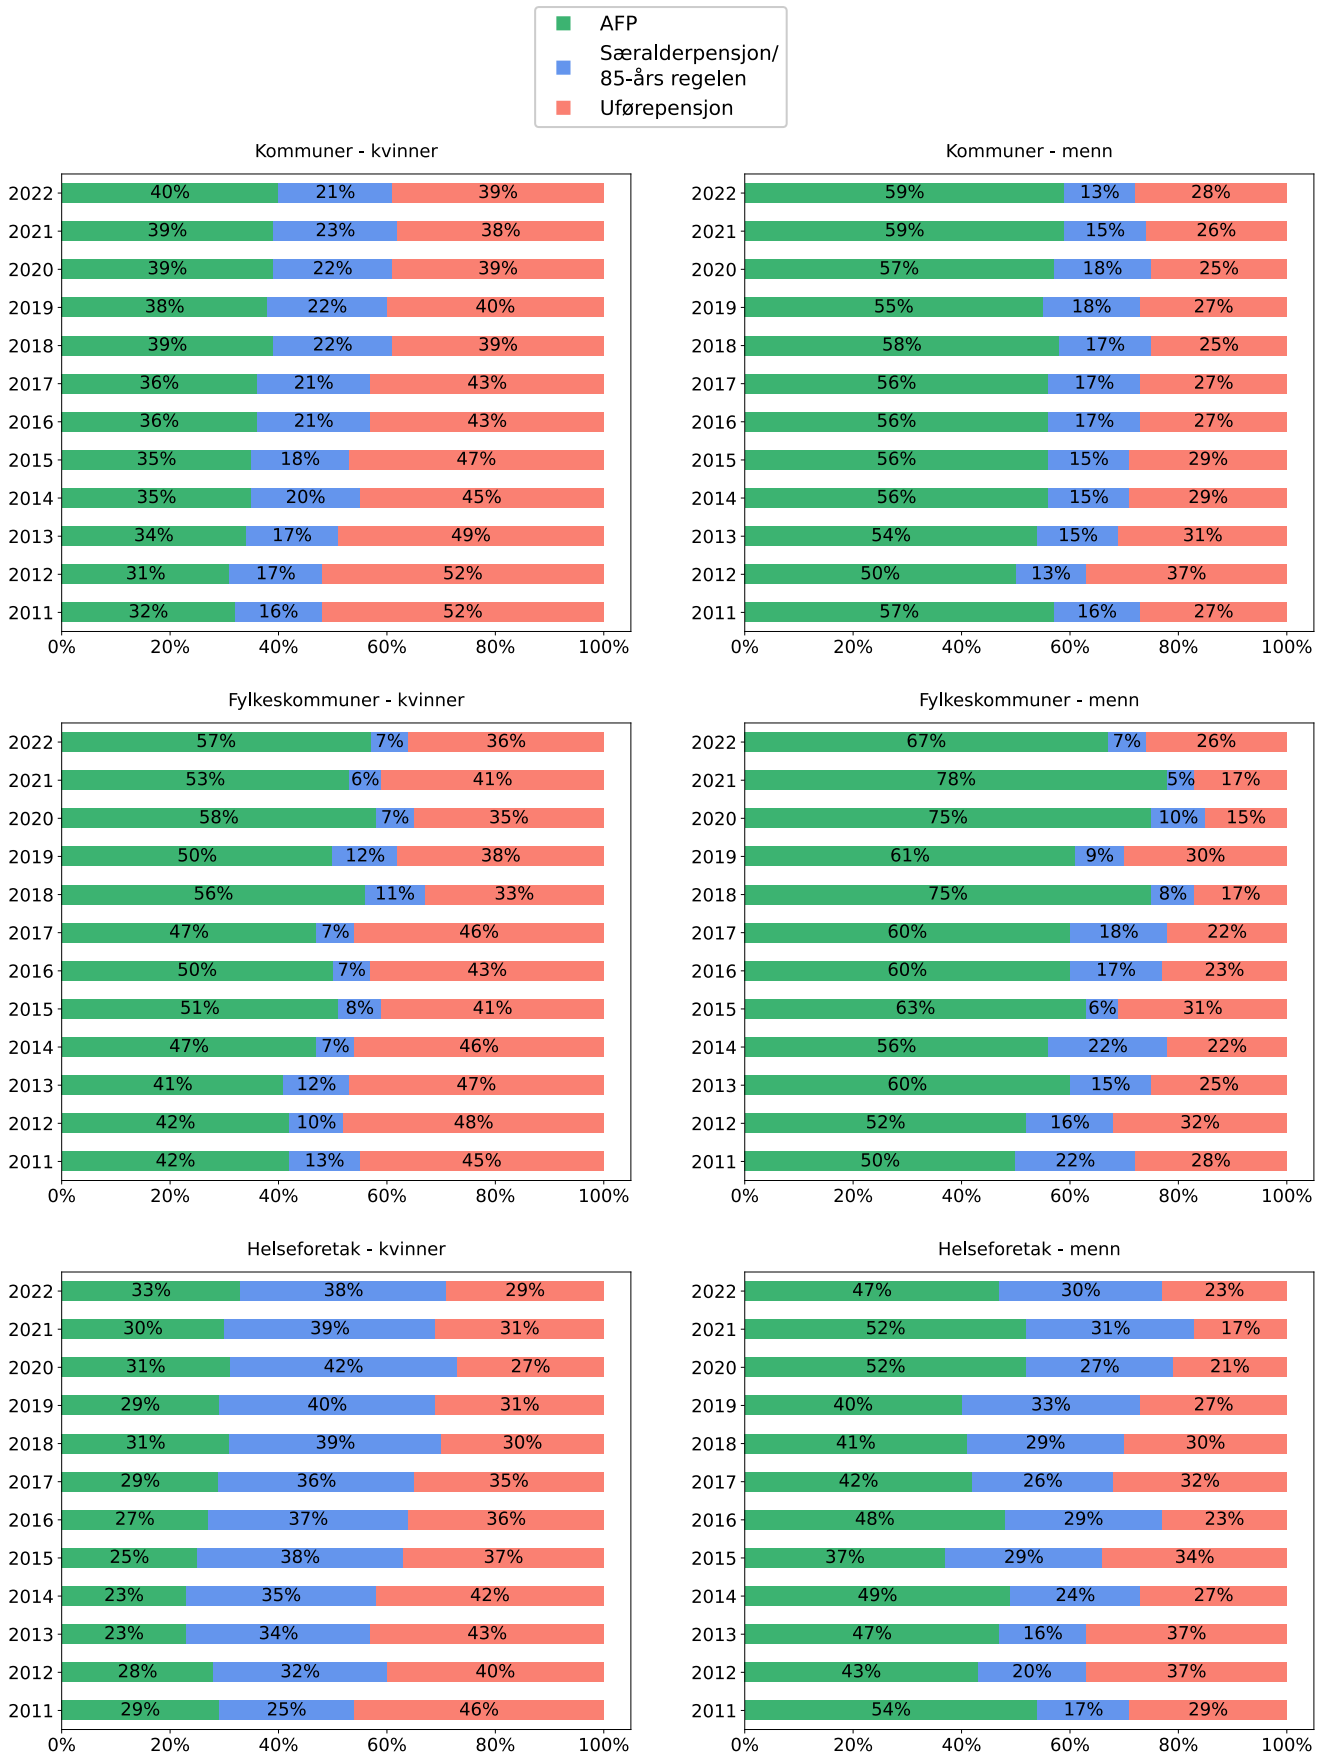 AFP
Særalderpensjon/
85-års regelen
Uførepensjon
Kommuner - kvinner
2022 40% 21% 39%
2021 39% 23% 38%
2020 39% 22% 39%
2019 38% 22% 40%
2018 39% 22% 39%
2017 36% 21% 43%
2016 36% 21% 43%
2015 35% 18% 47%
2014 35% 20% 45%
2013 34% 17% 49%
2012 31% 17% 52%
2011 32% 16% 52%
0% 20% 40% 60% 80% 100%
Kommuner - menn
2022 59% 13% 28%
2021 59% 15% 26%
2020 57% 18% 25%
2019 55% 18% 27%
2018 58% 17% 25%
2017 56% 17% 27%
2016 56% 17% 27%
2015 56% 15% 29%
2014 56% 15% 29%
2013 54% 15% 31%
2012 50% 13% 37%
2011 57% 16% 27%
0% 20% 40% 60% 80% 100%
Fylkeskommuner - kvinner
2022 57% 7% 36%
2021 53% 6% 41%
2020 58% 7% 35%
2019 50% 12% 38%
2018 56% 11% 33%
2017 47% 7% 46%
2016 50% 7% 43%
2015 51% 8% 41%
2014 47% 7% 46%
2013 41% 12% 47%
2012 42% 10% 48%
2011 42% 13% 45%
0% 20% 40% 60% 80% 100%
Fylkeskommuner - menn
2022 67% 7% 26%
2021 78% 5% 17%
2020 75% 10% 15%
2019 61% 9% 30%
2018 75% 8% 17%
2017 60% 18% 22%
2016 60% 17% 23%
2015 63% 6% 31%
2014 56% 22% 22%
2013 60% 15% 25%
2012 52% 16% 32%
2011 50% 22% 28%
0% 20% 40% 60% 80% 100%
Helseforetak - kvinner
2022 33% 38% 29%
2021 30% 39% 31%
2020 31% 42% 27%
2019 29% 40% 31%
2018 31% 39% 30%
2017 29% 36% 35%
2016 27% 37% 36%
2015 25% 38% 37%
2014 23% 35% 42%
2013 23% 34% 43%
2012 28% 32% 40%
2011 29% 25% 46%
0% 20% 40% 60% 80% 100%
Helseforetak - menn
2022 47% 30% 23%
2021 52% 31% 17%
2020 52% 27% 21%
2019 40% 33% 27%
2018 41% 29% 30%
2017 42% 26% 32%
2016 48% 29% 23%
2015 37% 29% 34%
2014 49% 24% 27%
2013 47% 16% 37%
2012 43% 20% 37%
2011 54% 17% 29%
0% 20% 40% 60% 80% 100%